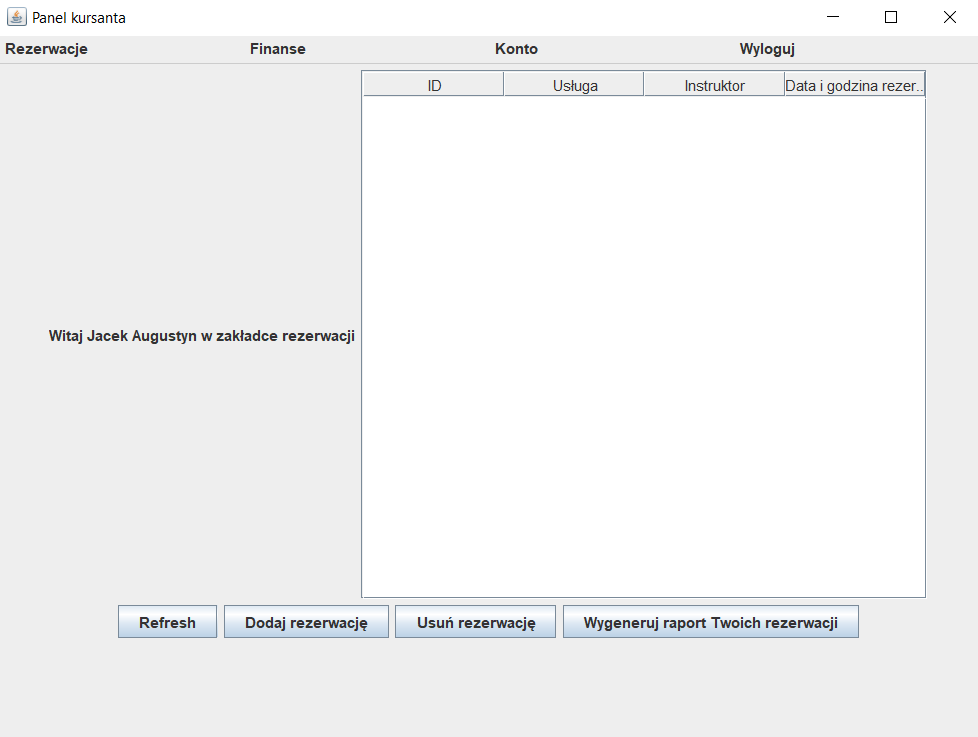 Panel kursanta
Rezerwacje Finanse Konto Wyloguj
ID Usługa Instruktor Data i godzina rezer...
Witaj Jacek Augustyn w zakładce rezerwacji
Refresh Dodaj rezerwację Usuń rezerwację Wygeneruj raport Twoich rezerwacji